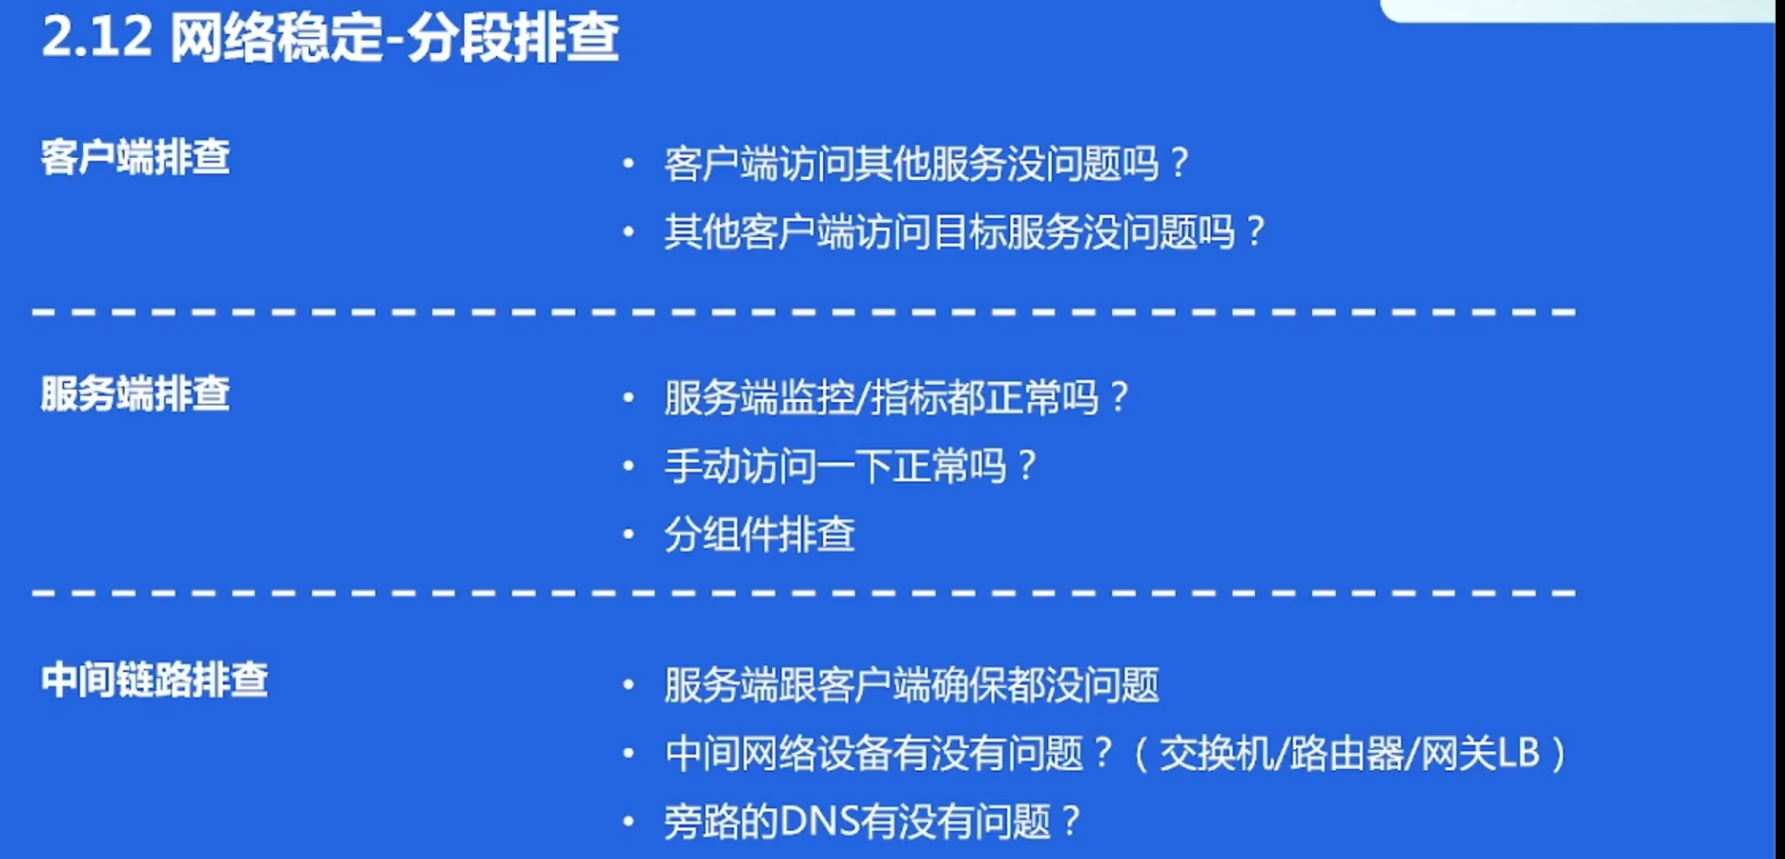 2.12 网络稳定-分段排查
客户端排查
• 客户端访问其他服务没问题吗？
• 其他客户端访问目标服务没问题吗？
服务端排查
• 服务端监控/指标都正常吗？
• 手动访问一下正常吗？
• 分组件排查
中间链路排查
• 服务端跟客户端确保都没问题
• 中间网络设备有没有问题？（交换机/路由器/网关LB）
• 旁路的DNS有没有问题？